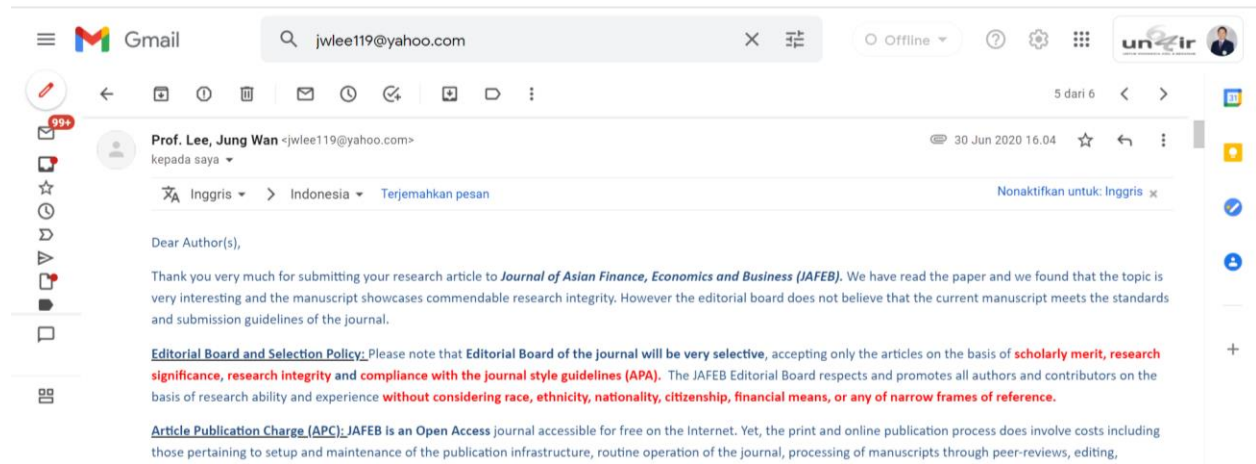 Gmail
jwlee119@yahoo.com
Offline
5 dari 6
99+
Prof. Lee, Jung Wan <jwlee119@yahoo.com>
30 Jun 2020 16.04
kepada saya
Inggris > Indonesia Terjemahkan pesan
Nonaktifkan untuk: Inggris x
Dear Author(s),
Thank you very much for submitting your research article to Journal of Asian Finance, Economics and Business (JAFEB). We have read the paper and we found that the topic is
very interesting and the manuscript showcases commendable research integrity. However the editorial board does not believe that the current manuscript meets the standards
and submission guidelines of the journal.
Editorial Board and Selection Policy: Please note that Editorial Board of the journal will be very selective, accepting only the articles on the basis of scholarly merit, research
significance, research integrity and compliance with the journal style guidelines (APA). The JAFEB Editorial Board respects and promotes all authors and contributors on the
basis of research ability and experience without considering race, ethnicity, nationality, citizenship, financial means, or any of narrow frames of reference.
Article Publication Charge (APC): JAFEB is an Open Access journal accessible for free on the Internet. Yet, the print and online publication process does involve costs including
those pertaining to setup and maintenance of the publication infrastructure, routine operation of the journal, processing of manuscripts through peer-reviews, editing,